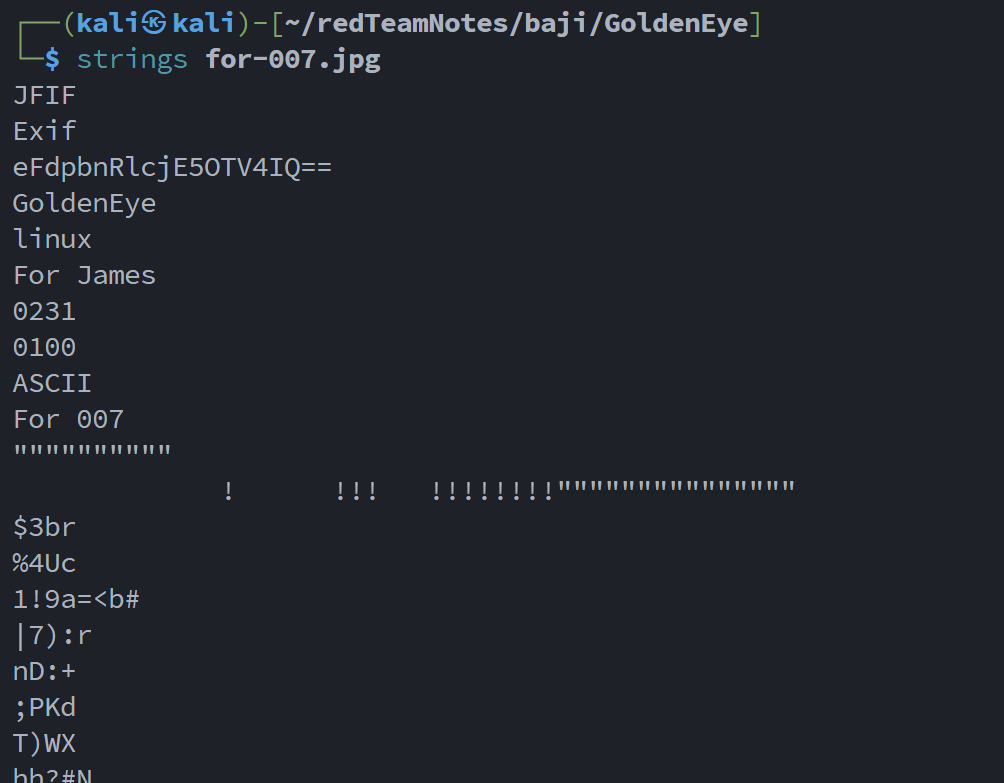 ┌──(kali㉿kali)-[~/redTeamNotes/baji/GoldenEye]
└─$ strings for-007.jpg
JFIF
Exif
eFdpbnRlcjE5OTV4IQ==
GoldenEye
linux
For James
0231
0100
ASCII
For 007
""""""""""
! !!! !!!!!!!!"""""""""""""""
$3br
%4Uc
1!9a=<b#
|7):r
nD:+
;PKd
T)WX
hh?#N